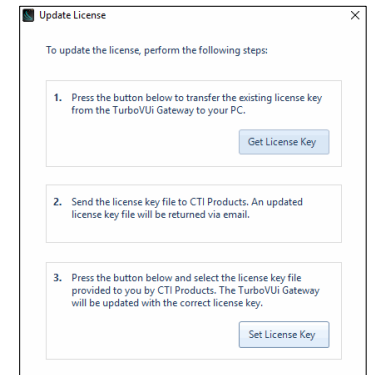 Update License
To update the license, perform the following steps:
1. Press the button below to transfer the existing license key
from the TurboVUi Gateway to your PC.
Get License Key
2. Send the license key file to CTI Products. An updated
license key file will be returned via email.
3. Press the button below and select the license key file
provided to you by CTI Products. The TurboVUi Gateway
will be updated with the correct license key.
Set License Key